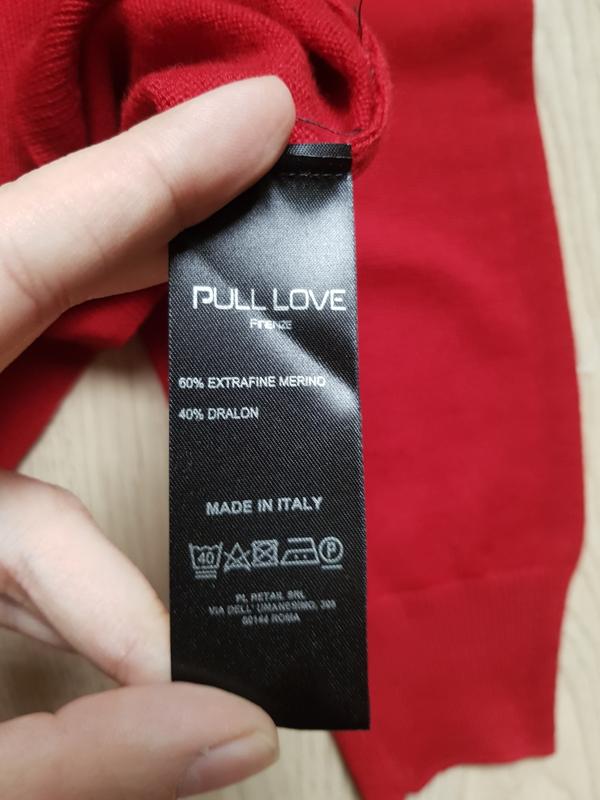 PULL LOVE
FIRENZE
60% EXTRAFINE MERINO
40% DRALON
MADE IN ITALY
40 P
PL RETAIL SRL
VIA DELL' UMANESIMO,
00144 ROMA